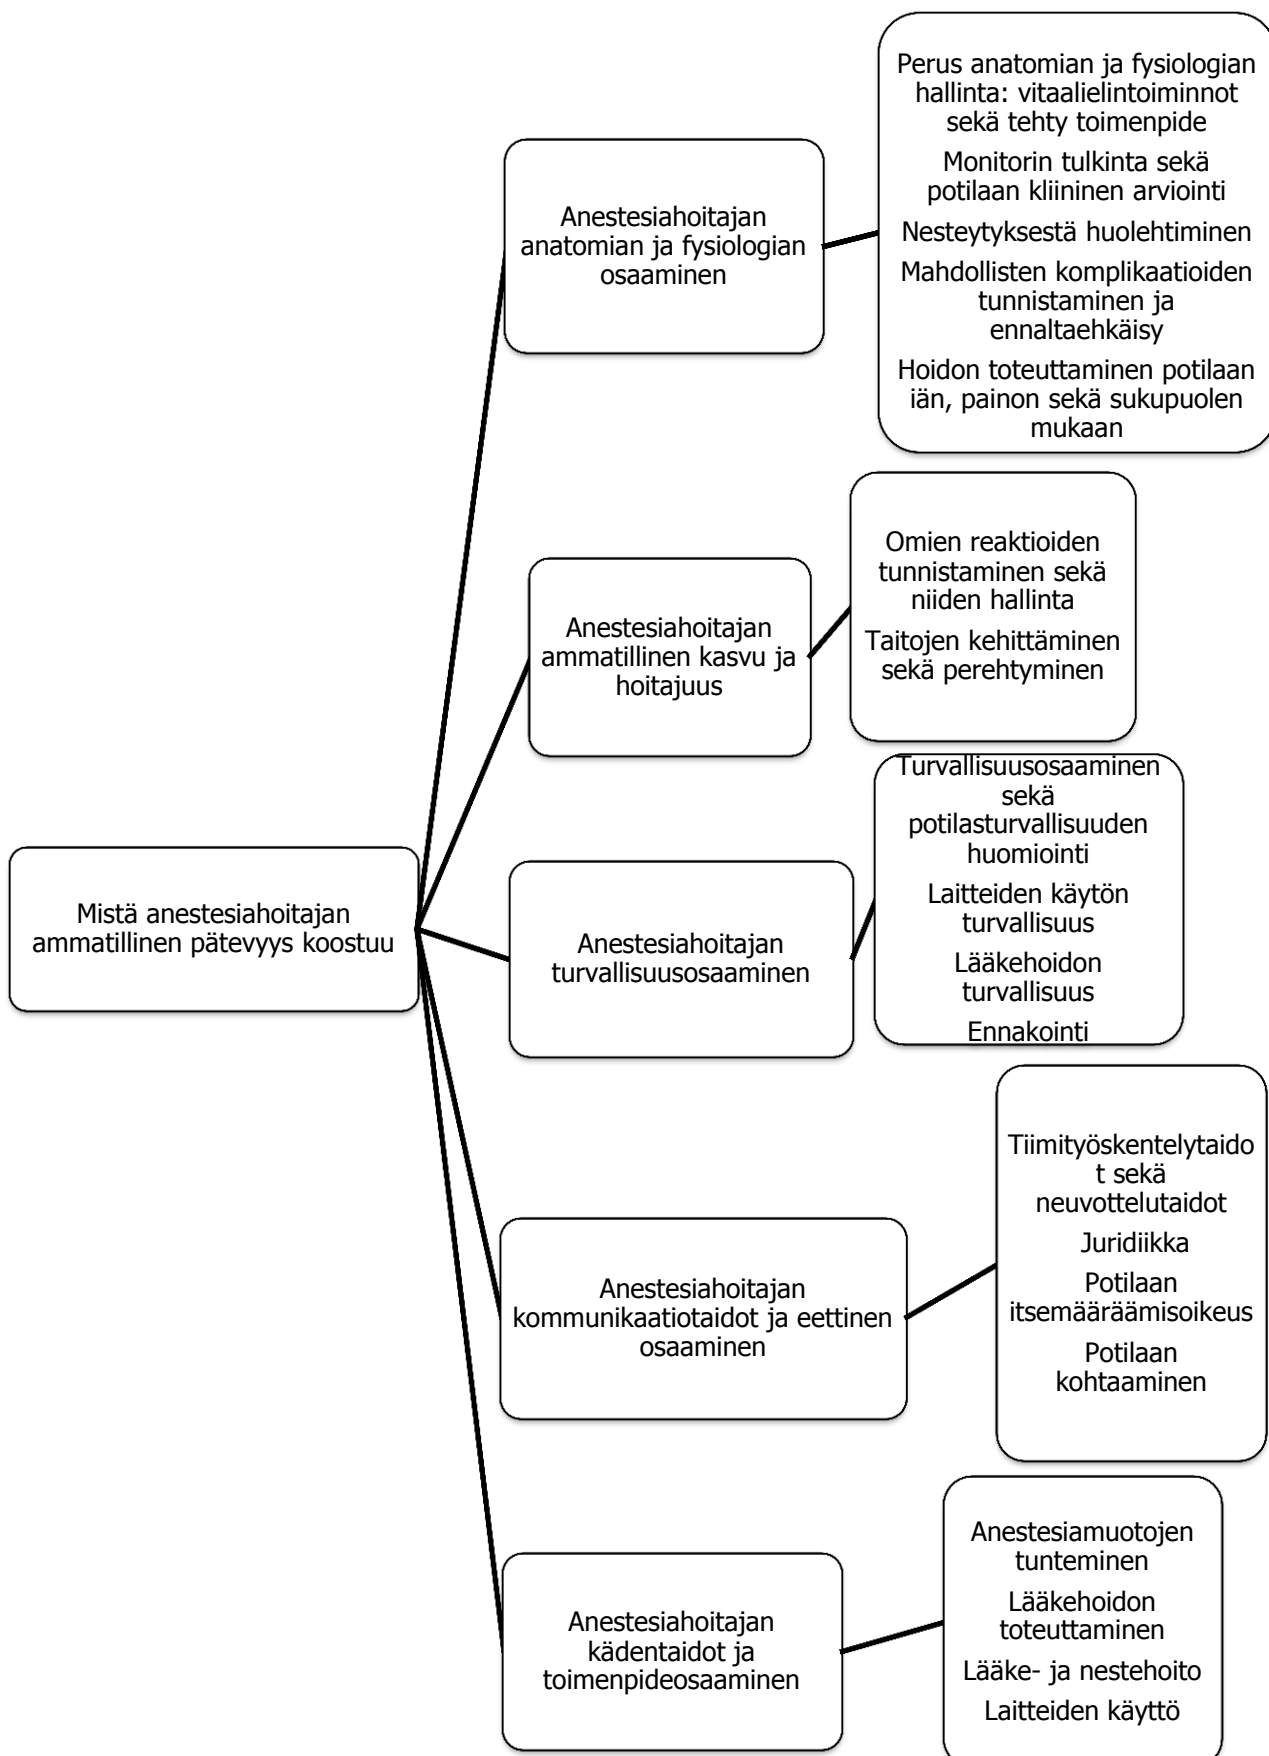 Mistä anestesiahoitajan
ammatillinen pätevyys koostuu
Anestesiahoitajan
anatomian ja fysiologian
osaaminen
Perus anatomian ja fysiologian
hallinta: vitaalielintoiminnot
sekä tehty toimenpide
Monitorin tulkinta sekä
potilaan kliininen arviointi
Nesteytyksestä huolehtiminen
Mahdollisten komplikaatioiden
tunnistaminen ja
ennaltaehkäisy
Hoidon toteuttaminen potilaan
iän, painon sekä sukupuolen
mukaan
Anestesiahoitajan
ammatillinen kasvu ja
hoitajuus
Omien reaktioiden
tunnistaminen sekä
niiden hallinta
Taitojen kehittäminen
sekä perehtyminen
Anestesiahoitajan
turvallisuusosaaminen
Turvallisuusosaaminen
sekä
potilasturvallisuuden
huomiointi
Laitteiden käytön
turvallisuus
Lääkehoidon
turvallisuus
Ennakointi
Anestesiahoitajan
kommunikaatiotaidot ja eettinen
osaaminen
Tiimityöskentelytaido
t sekä
neuvottelutaidot
Juridiikka
Potilaan
itsemääräämisoikeus
Potilaan
kohtaaminen
Anestesiahoitajan
kädentaidot ja
toimenpideosaaminen
Anestesiamuotojen
tunteminen
Lääkehoidon
toteuttaminen
Lääke- ja nestehoito
Laitteiden käyttö